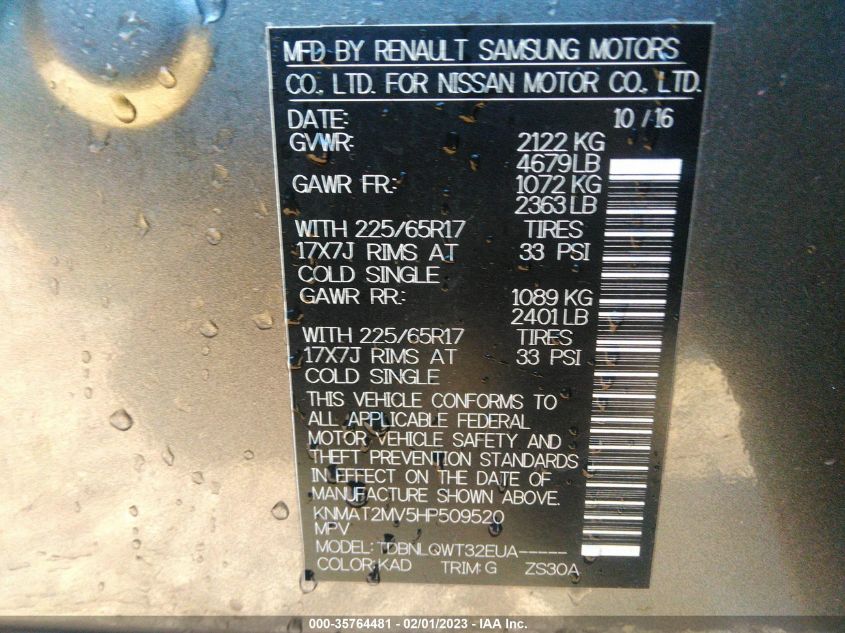 MFD BY RENAULT SAMSUNG MOTORS
CO., LTD. FOR NISSAN MOTOR CO., LTD.
DATE: 10 / 16
GVWR: 2122 KG
4679LB
GAWR FR.: 1072 KG
2363LB
WITH 225/65R17 TIRES
17X7J RIMS AT 33 PSI
COLD SINGLE
GAWR RR.: 1089 KG
2401LB
WITH 225/65R17 TIRES
17X7J RIMS AT 33 PSI
COLD SINGLE
THIS VEHICLE CONFORMS TO
ALL APPLICABLE FEDERAL
MOTOR VEHICLE SAFETY AND
THEFT PREVENTION STANDARDS
IN EFFECT ON THE DATE OF
MANUFACTURE SHOWN ABOVE.
KNMAT2MV5HP509520
MPV
MODEL: TDBNLQWT32EUA-----
COLOR:KAD TRIM:G ZS30A
000-35764481 - 02/01/2023 - IAA Inc.